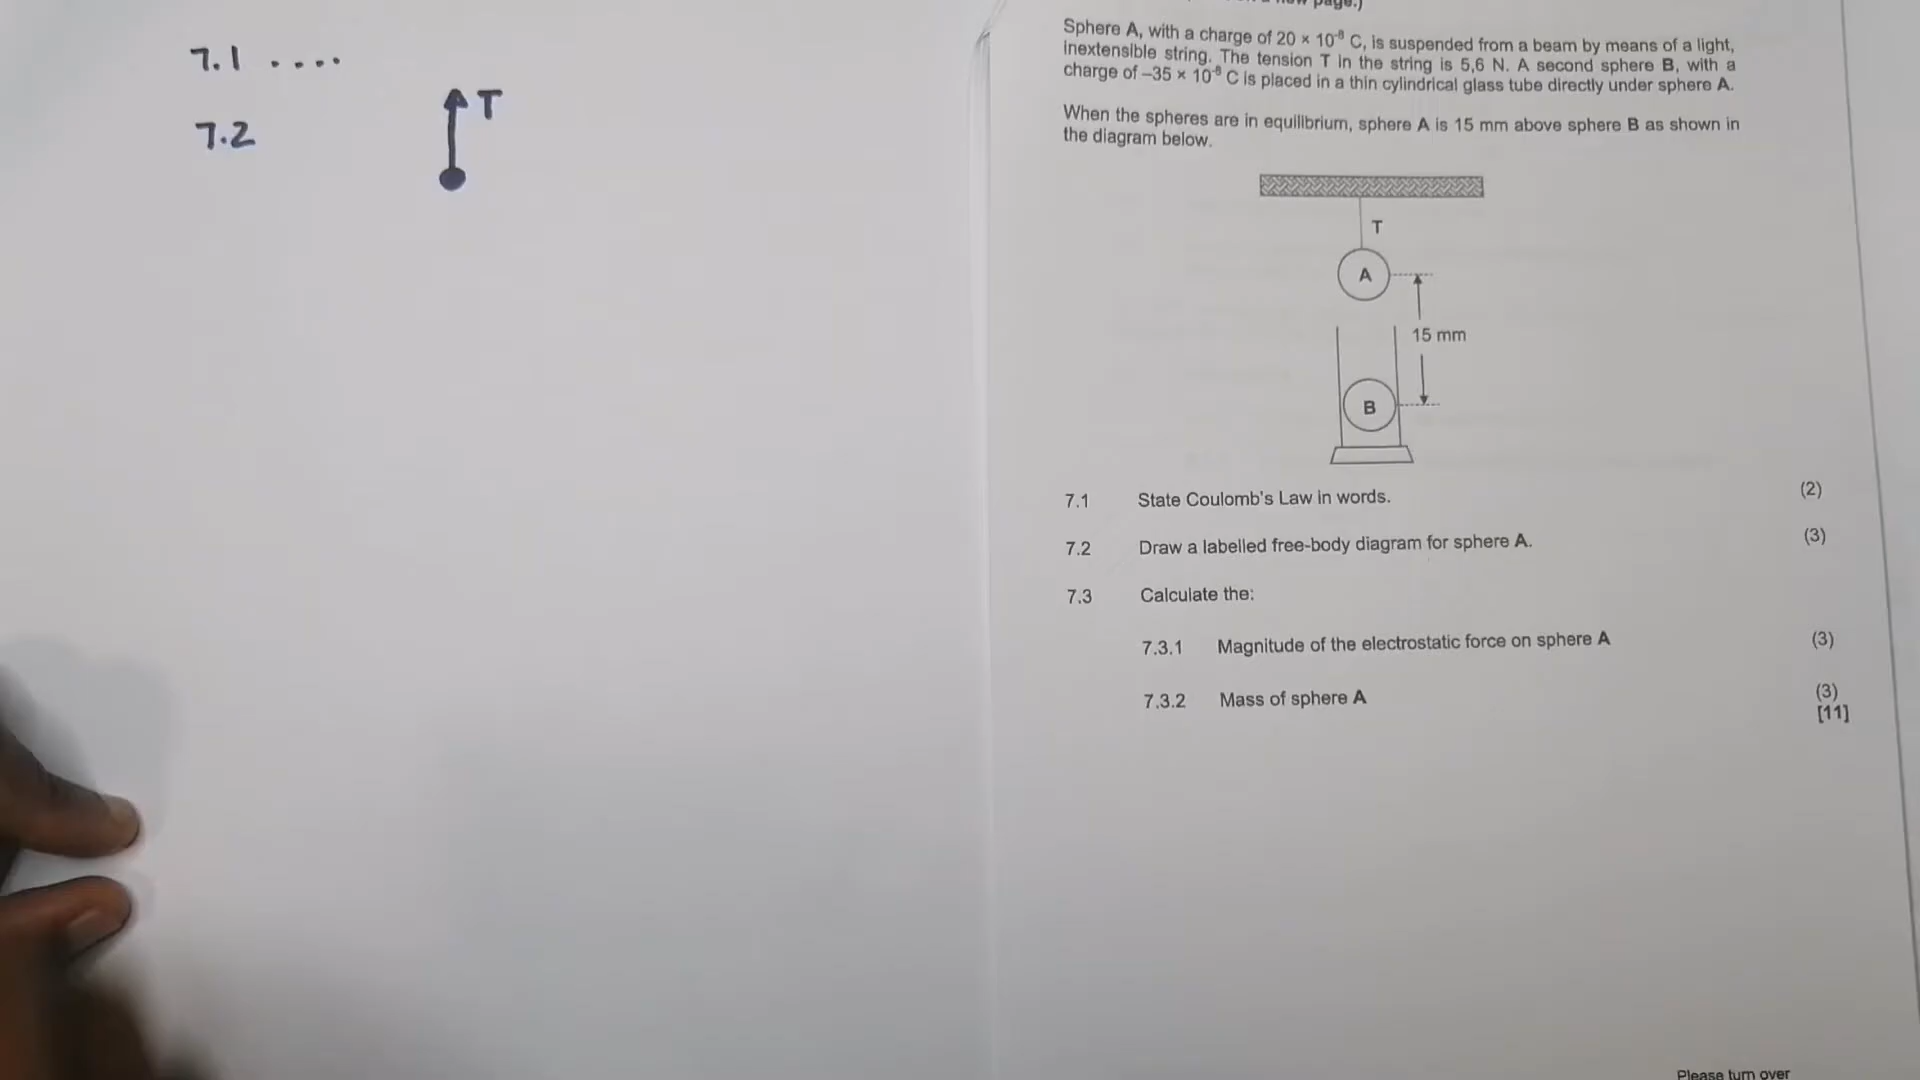 7.1 ....
7.2
T
page.)
Sphere A, with a charge of 20 × 10⁻⁸ C, is suspended from a beam by means of a light,
inextensible string. The tension T in the string is 5,6 N. A second sphere B, with a
charge of –35 × 10⁻⁸ C is placed in a thin cylindrical glass tube directly under sphere A.
When the spheres are in equilibrium, sphere A is 15 mm above sphere B as shown in
the diagram below.
T
A
15 mm
B
7.1 State Coulomb's Law in words. (2)
7.2 Draw a labelled free-body diagram for sphere A. (3)
7.3 Calculate the:
7.3.1 Magnitude of the electrostatic force on sphere A (3)
7.3.2 Mass of sphere A (3)
[11]
Please turn over